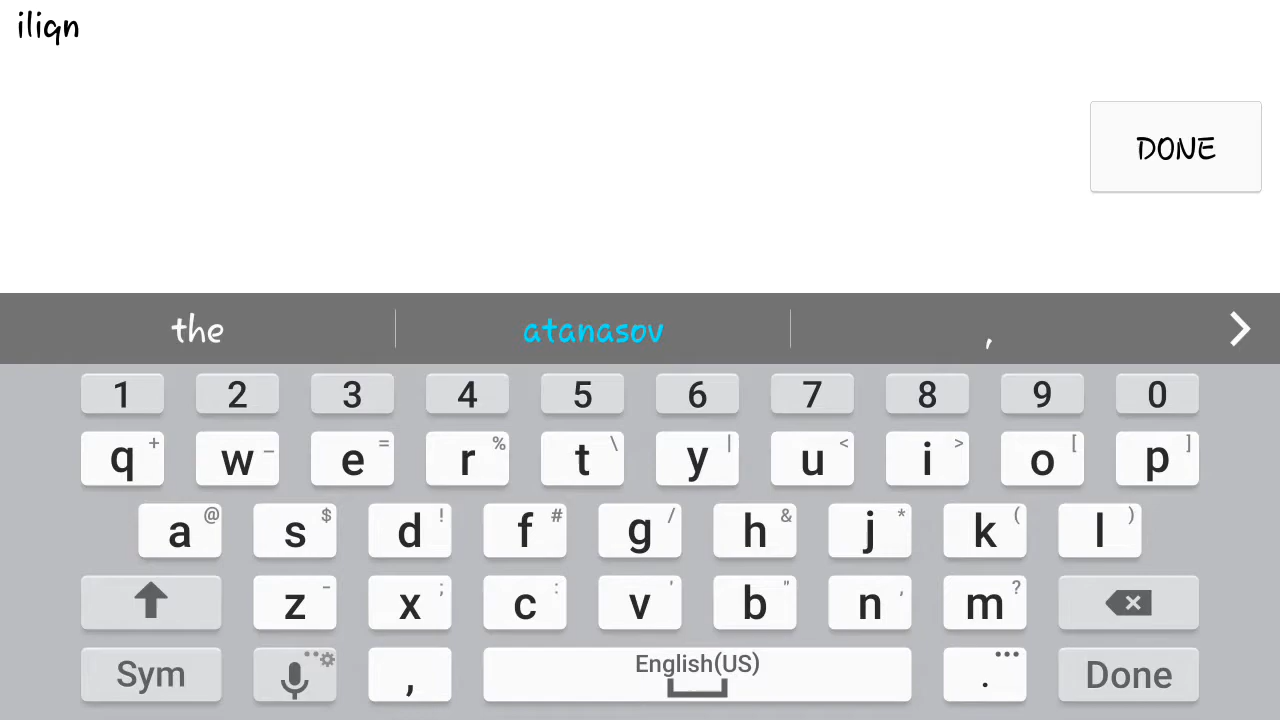 iliqn
DONE
the
atanasov
,
1 2 3 4 5 6 7 8 9 0
q + w _ e = r % t \ y | u < i > o [ p ]
a @ s $ d ! f # g / h & j * k ( l )
z - x ; c : v ' b " n , m ?
Sym , English(US) . ... Done